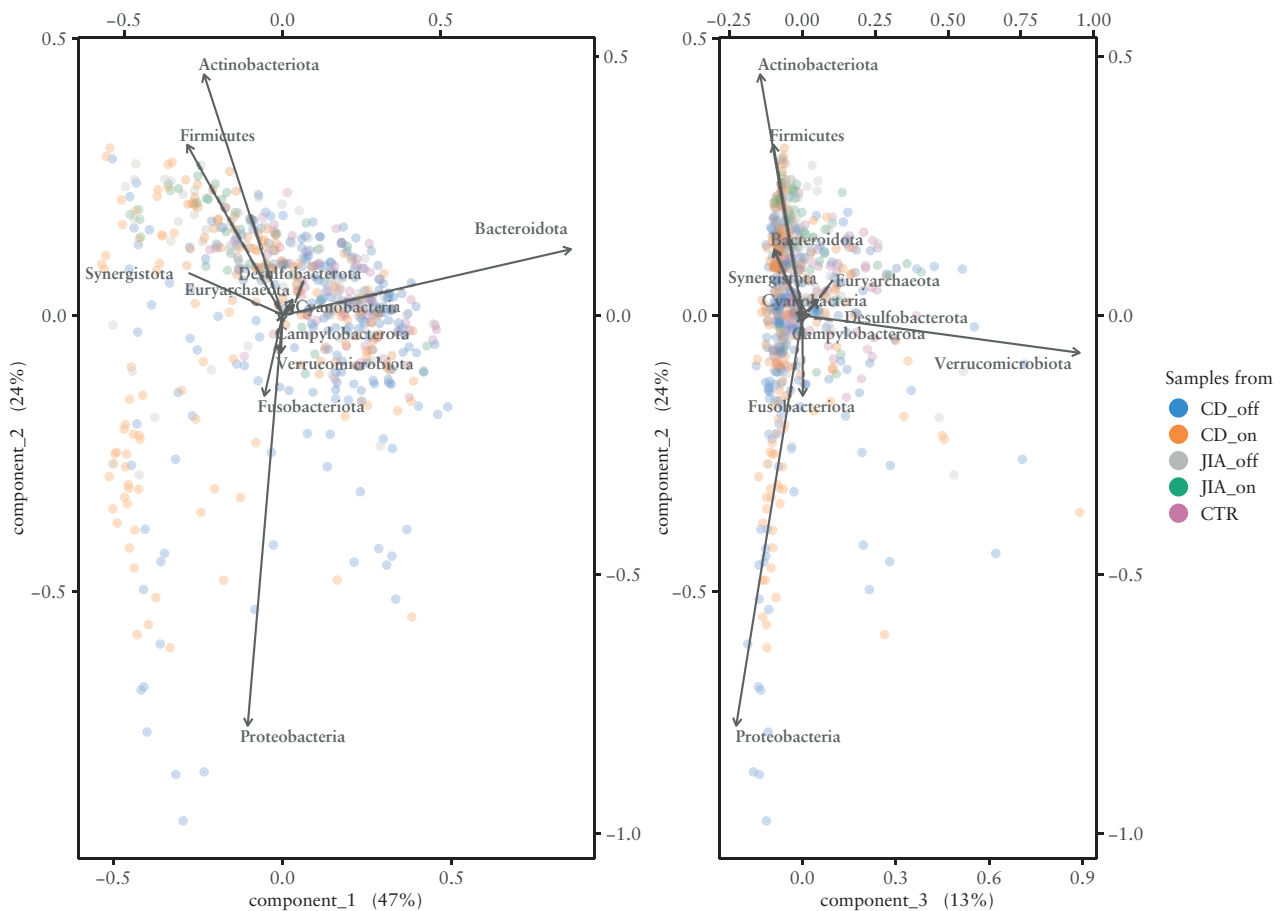 −0.5 0.0 0.5
−0.25 0.00 0.25 0.50 0.75 1.00
0.5
0.0
−0.5
0.5
0.0
−0.5
−1.0
Actinobacteriota
Firmicutes
Bacteroidota
Synergistota
Desulfobacterota
Euryarchaeota
Cyanobacteria
Campylobacterota
Verrucomicrobiota
Fusobacteriota
Proteobacteria
component_2 (24%)
−0.5 0.0 0.5
component_1 (47%)
0.5
0.0
−0.5
0.5
0.0
−0.5
−1.0
Actinobacteriota
Firmicutes
Bacteroidota
Synergistota
Euryarchaeota
Cyanobacteria
Desulfobacterota
Campylobacterota
Verrucomicrobiota
Fusobacteriota
Proteobacteria
component_2 (24%)
0.0 0.3 0.6 0.9
component_3 (13%)
Samples from
CD_off
CD_on
JIA_off
JIA_on
CTR